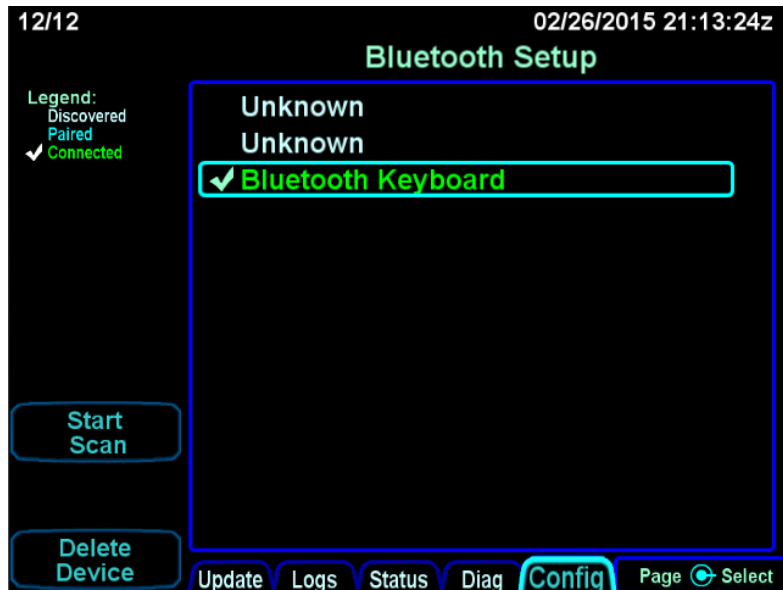 12/12
02/26/2015 21:13:24z
Bluetooth Setup
Legend:
Discovered
Paired
Connected
Unknown
Unknown
Bluetooth Keyboard
Start
Scan
Delete
Device
Update Logs Status Diag Config Page Select